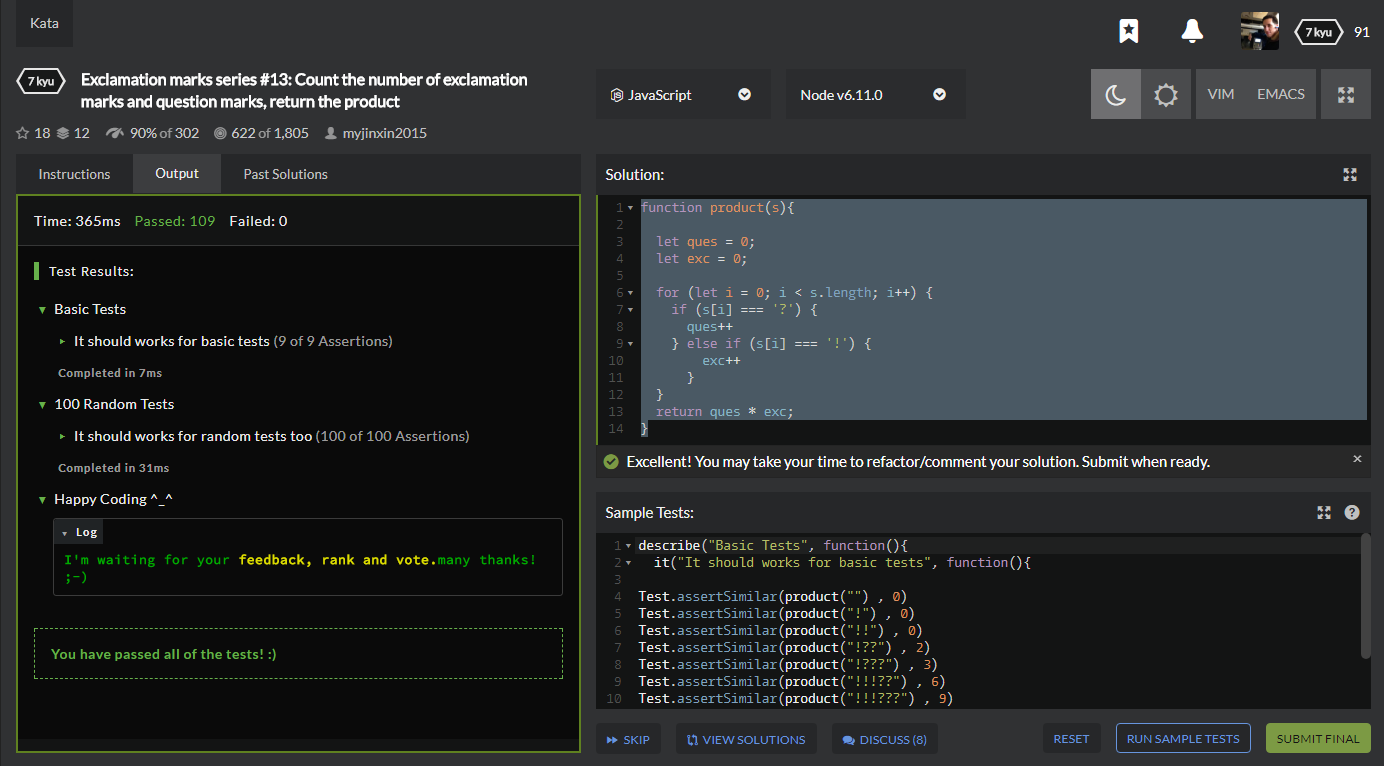 Kata
7 kyu 91
7 kyu Exclamation marks series #13: Count the number of exclamation
marks and question marks, return the product
18 12 90% of 302 622 of 1,805 myjinxin2015
JavaScript Node v6.11.0 VIM EMACS
Instructions Output Past Solutions
Time: 365ms Passed: 109 Failed: 0
Test Results:
Basic Tests
It should works for basic tests (9 of 9 Assertions)
Completed in 7ms
100 Random Tests
It should works for random tests too (100 of 100 Assertions)
Completed in 31ms
Happy Coding ^_^
Log
I'm waiting for your feedback, rank and vote.many thanks!
;-)
You have passed all of the tests! :)
Solution:
1 function product(s){
2
3 let ques = 0;
4 let exc = 0;
5
6 for (let i = 0; i < s.length; i++) {
7 if (s[i] === '?') {
8 ques++
9 } else if (s[i] === '!') {
10 exc++
11 }
12 }
13 return ques * exc;
14 }
Excellent! You may take your time to refactor/comment your solution. Submit when ready. ×
Sample Tests:
1 describe("Basic Tests", function(){
2 it("It should works for basic tests", function(){
3
4 Test.assertSimilar(product("") , 0)
5 Test.assertSimilar(product("!") , 0)
6 Test.assertSimilar(product("!!") , 0)
7 Test.assertSimilar(product("!??") , 2)
8 Test.assertSimilar(product("!???") , 3)
9 Test.assertSimilar(product("!!!??") , 6)
10 Test.assertSimilar(product("!!!???") , 9)
SKIP VIEW SOLUTIONS DISCUSS (8) RESET RUN SAMPLE TESTS SUBMIT FINAL